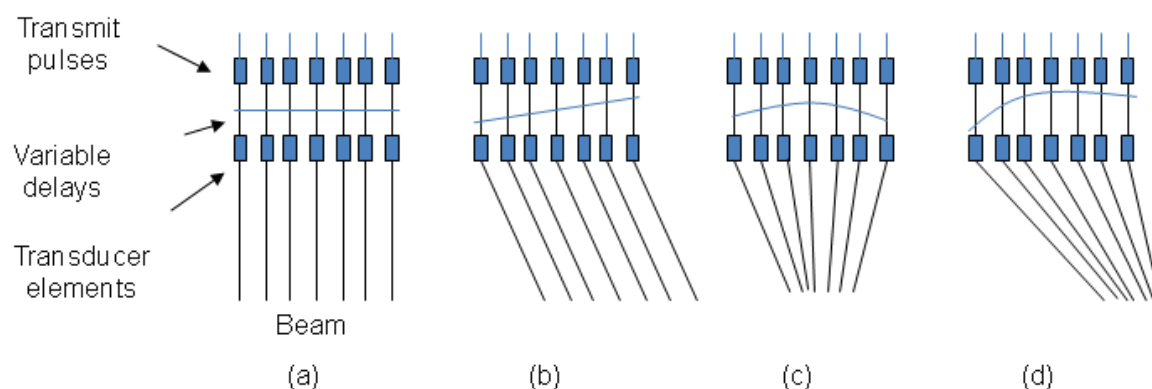 Transmit
pulses
Variable
delays
Transducer
elements
Beam
(a)
(b)
(c)
(d)